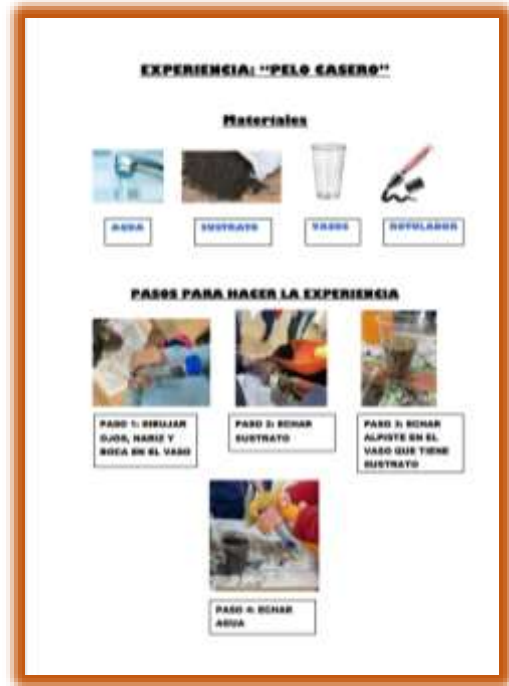 EXPERIENCIA: “PELO CASERO”
Materiales
AGUA
SUSTRATO
VASOS
ROTULADOR
PASOS PARA HACER LA EXPERIENCIA
PASO 1: DIBUJAR
OJOS, NARIZ Y
BOCA EN EL VASO
PASO 2: ECHAR
SUSTRATO
PASO 3: ECHAR
ALPISTE EN EL
VASO QUE TIENE
SUSTRATO
PASO 4: ECHAR
AGUA